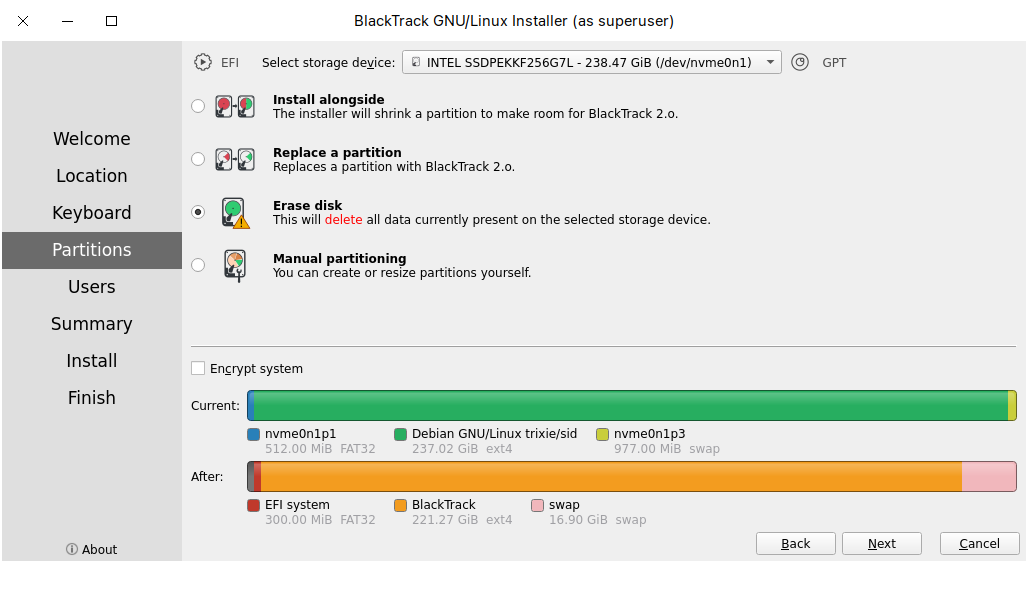 BlackTrack GNU/Linux Installer (as superuser)
EFI Select storage device: INTEL SSDPEKKF256G7L - 238.47 GiB (/dev/nvme0n1) GPT
Install alongside
The installer will shrink a partition to make room for BlackTrack 2.o.
Replace a partition
Replaces a partition with BlackTrack 2.o.
Erase disk
This will delete all data currently present on the selected storage device.
Manual partitioning
You can create or resize partitions yourself.
Welcome
Location
Keyboard
Partitions
Users
Summary
Install
Finish
About
Encrypt system
Current:
nvme0n1p1 Debian GNU/Linux trixie/sid nvme0n1p3
512.00 MiB FAT32 237.02 GiB ext4 977.00 MiB swap
After:
EFI system BlackTrack swap
300.00 MiB FAT32 221.27 GiB ext4 16.90 GiB swap
Back Next Cancel